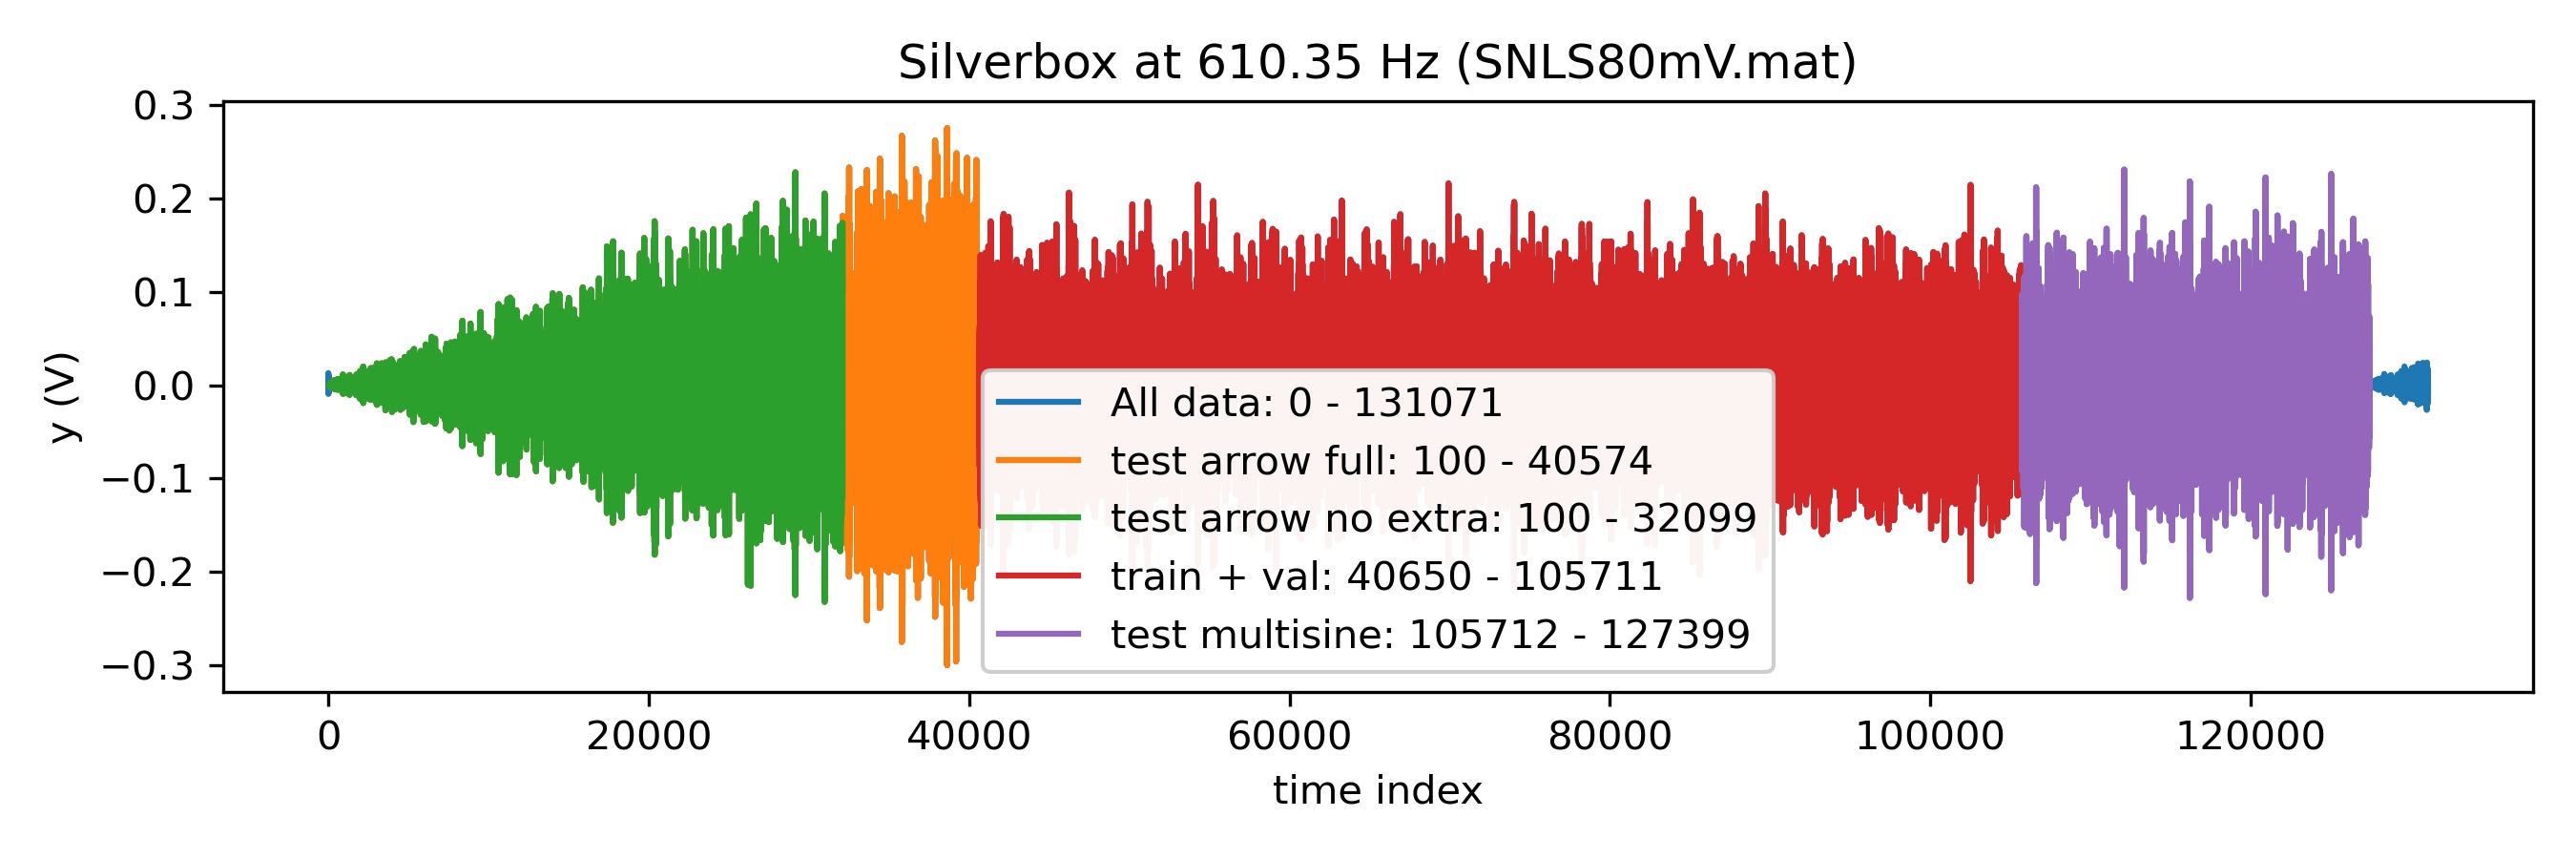 Silverbox at 610.35 Hz (SNLS80mV.mat)
0.3
0.2
0.1
0.0
−0.1
−0.2
−0.3
y (V)
All data: 0 - 131071
test arrow full: 100 - 40574
test arrow no extra: 100 - 32099
train + val: 40650 - 105711
test multisine: 105712 - 127399
0 20000 40000 60000 80000 100000 120000
time index